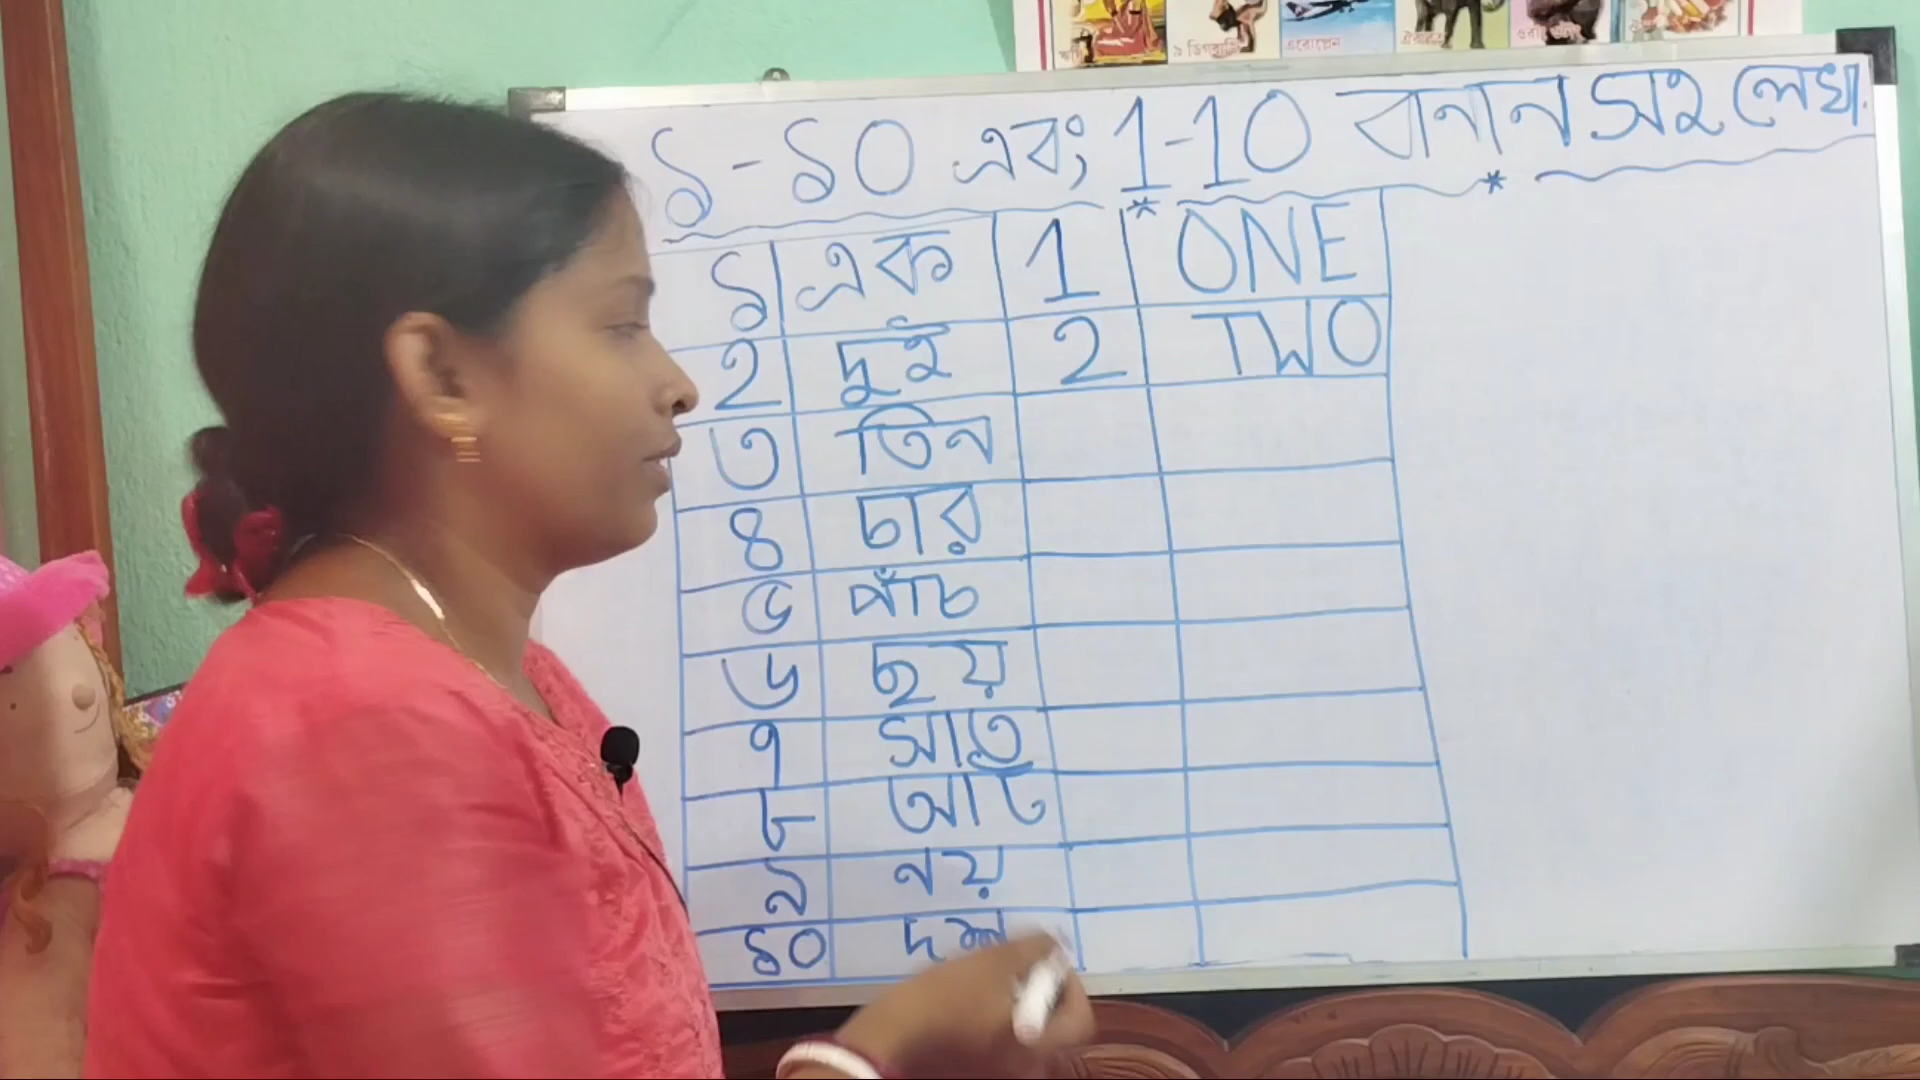 এরোপ্লেন
১-১০ এবং 1-10 বানান সহ লেখা.
১ এক 1 ONE
২ দুই 2 TWO
৩ তিন
৪ চার
৫ পাঁচ
৬ ছয়
৭ সাত
৮ আট
৯ নয়
১০ দশ